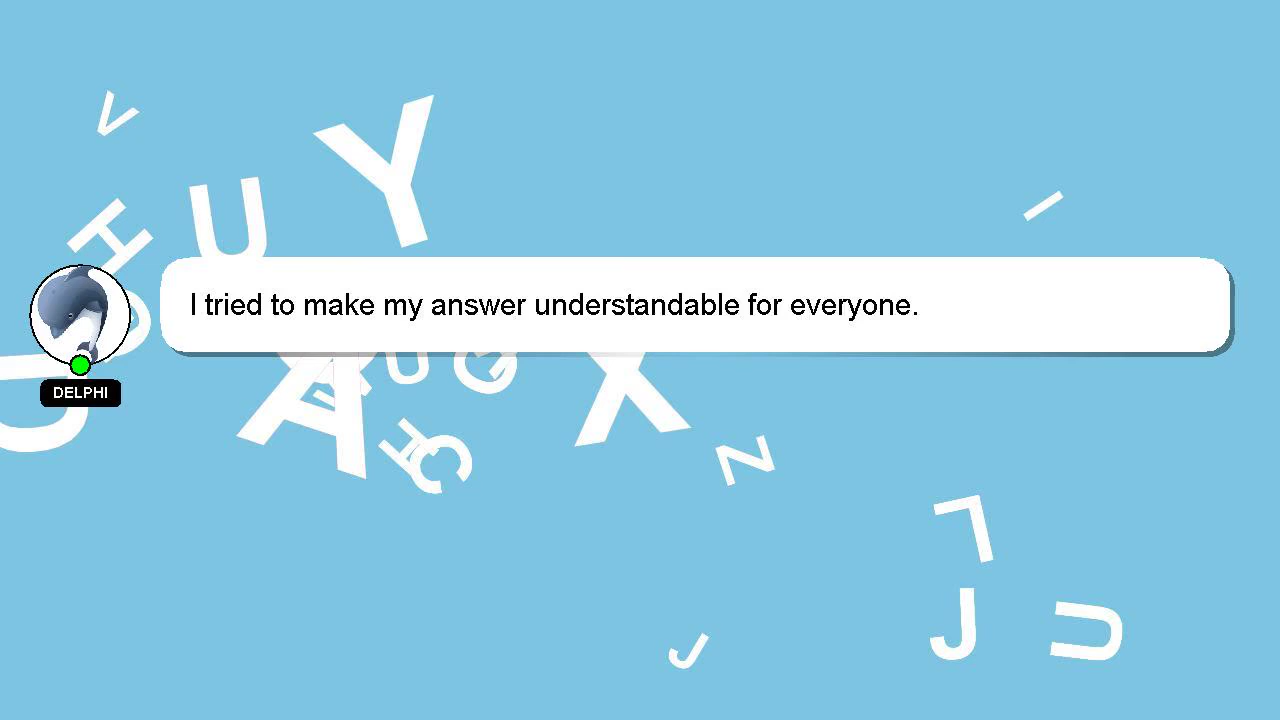 V
Y
H
U
I
I tried to make my answer understandable for everyone.
DELPHI
A
U
G
X
H
C
N
L
J
U
J